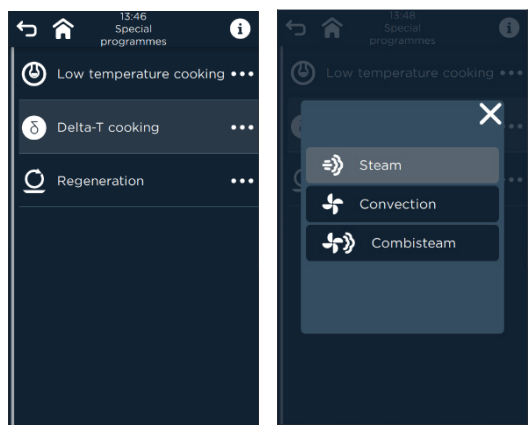 13:46
Special
programmes
i
Low temperature cooking
δ Delta-T cooking
Regeneration
13:48
Special
programmes
i
Low temperature cooking
Steam
Convection
Combisteam